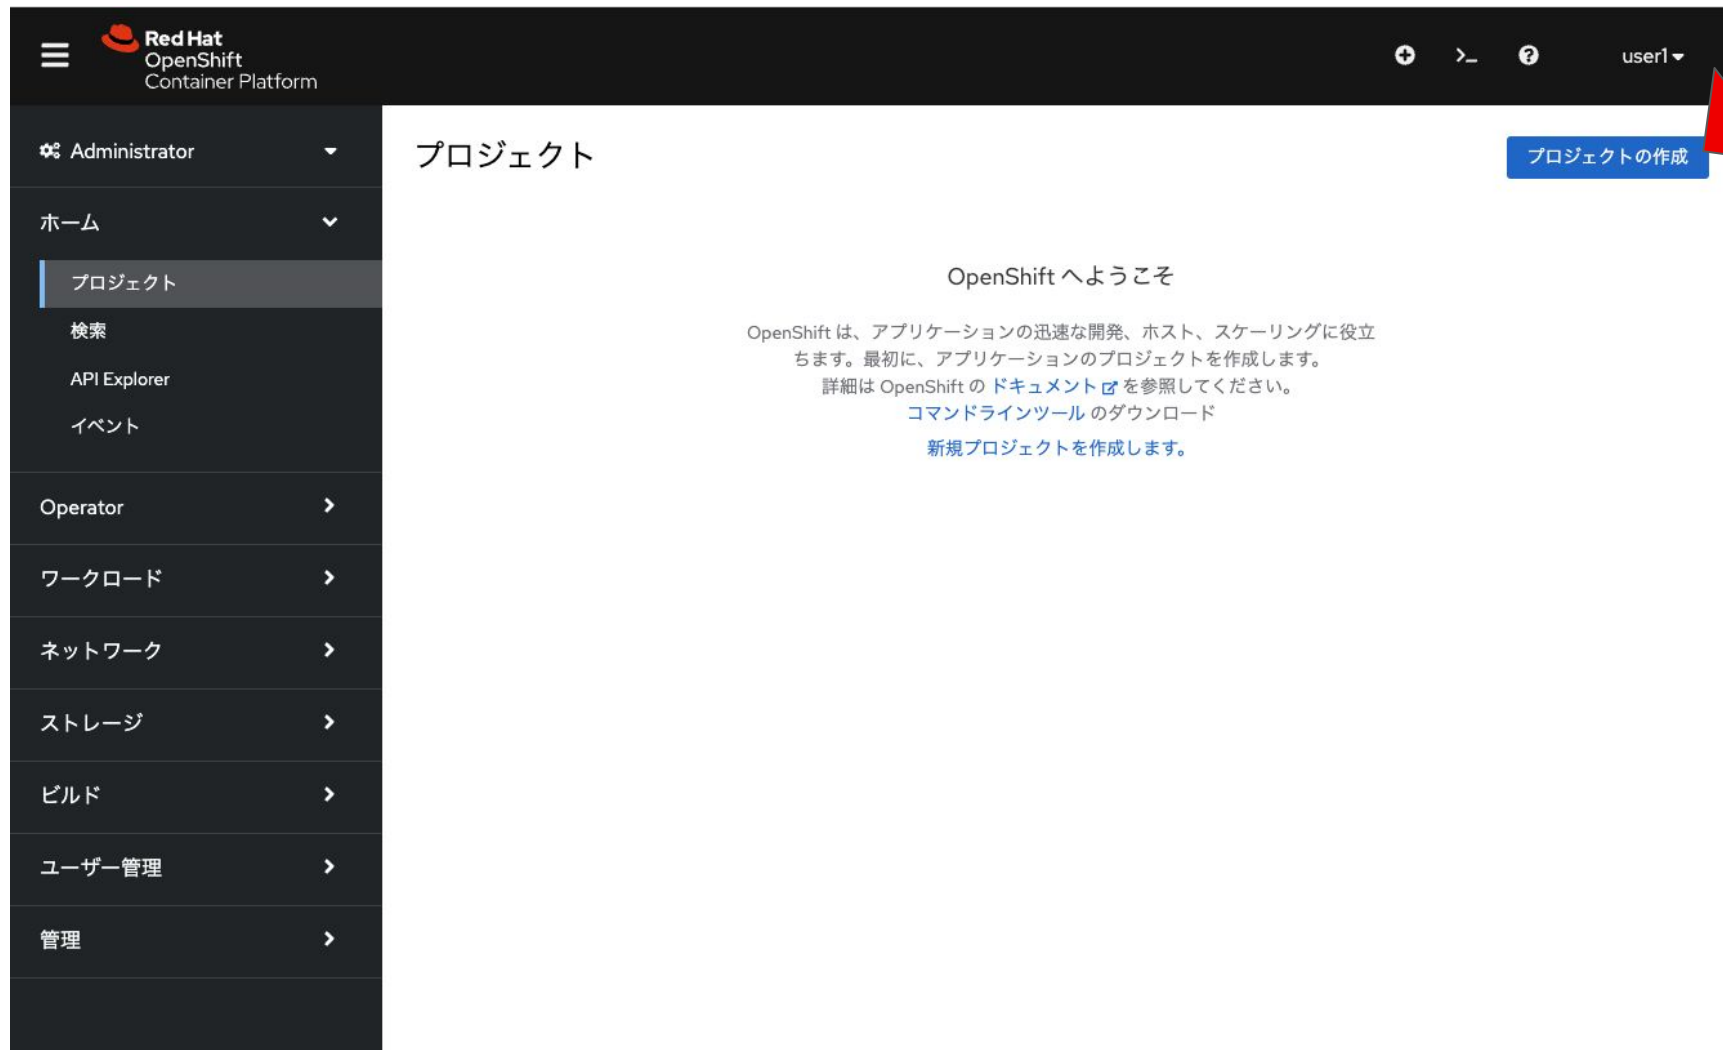 Red Hat
OpenShift
Container Platform
user1
Administrator
ホーム
プロジェクト
検索
API Explorer
イベント
Operator
ワークロード
ネットワーク
ストレージ
ビルド
ユーザー管理
管理
プロジェクト
プロジェクトの作成
OpenShift へようこそ
OpenShift は、アプリケーションの迅速な開発、ホスト、スケーリングに役立
ちます。最初に、アプリケーションのプロジェクトを作成します。
詳細は OpenShift の ドキュメント を参照してください。
コマンドラインツール のダウンロード
新規プロジェクトを作成します。